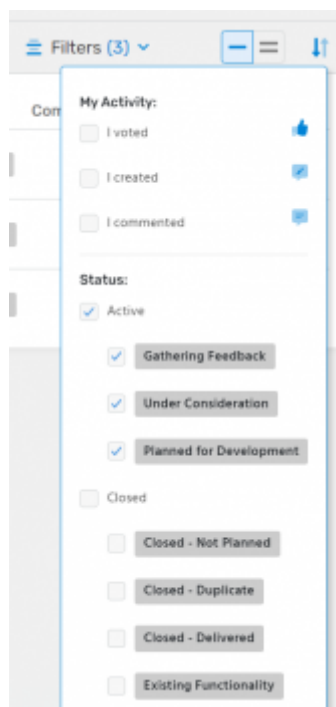 Filters (3)
Com
My Activity:
I voted
I created
I commented
Status:
Active
Gathering Feedback
Under Consideration
Planned for Development
Closed
Closed - Not Planned
Closed - Duplicate
Closed - Delivered
Existing Functionality